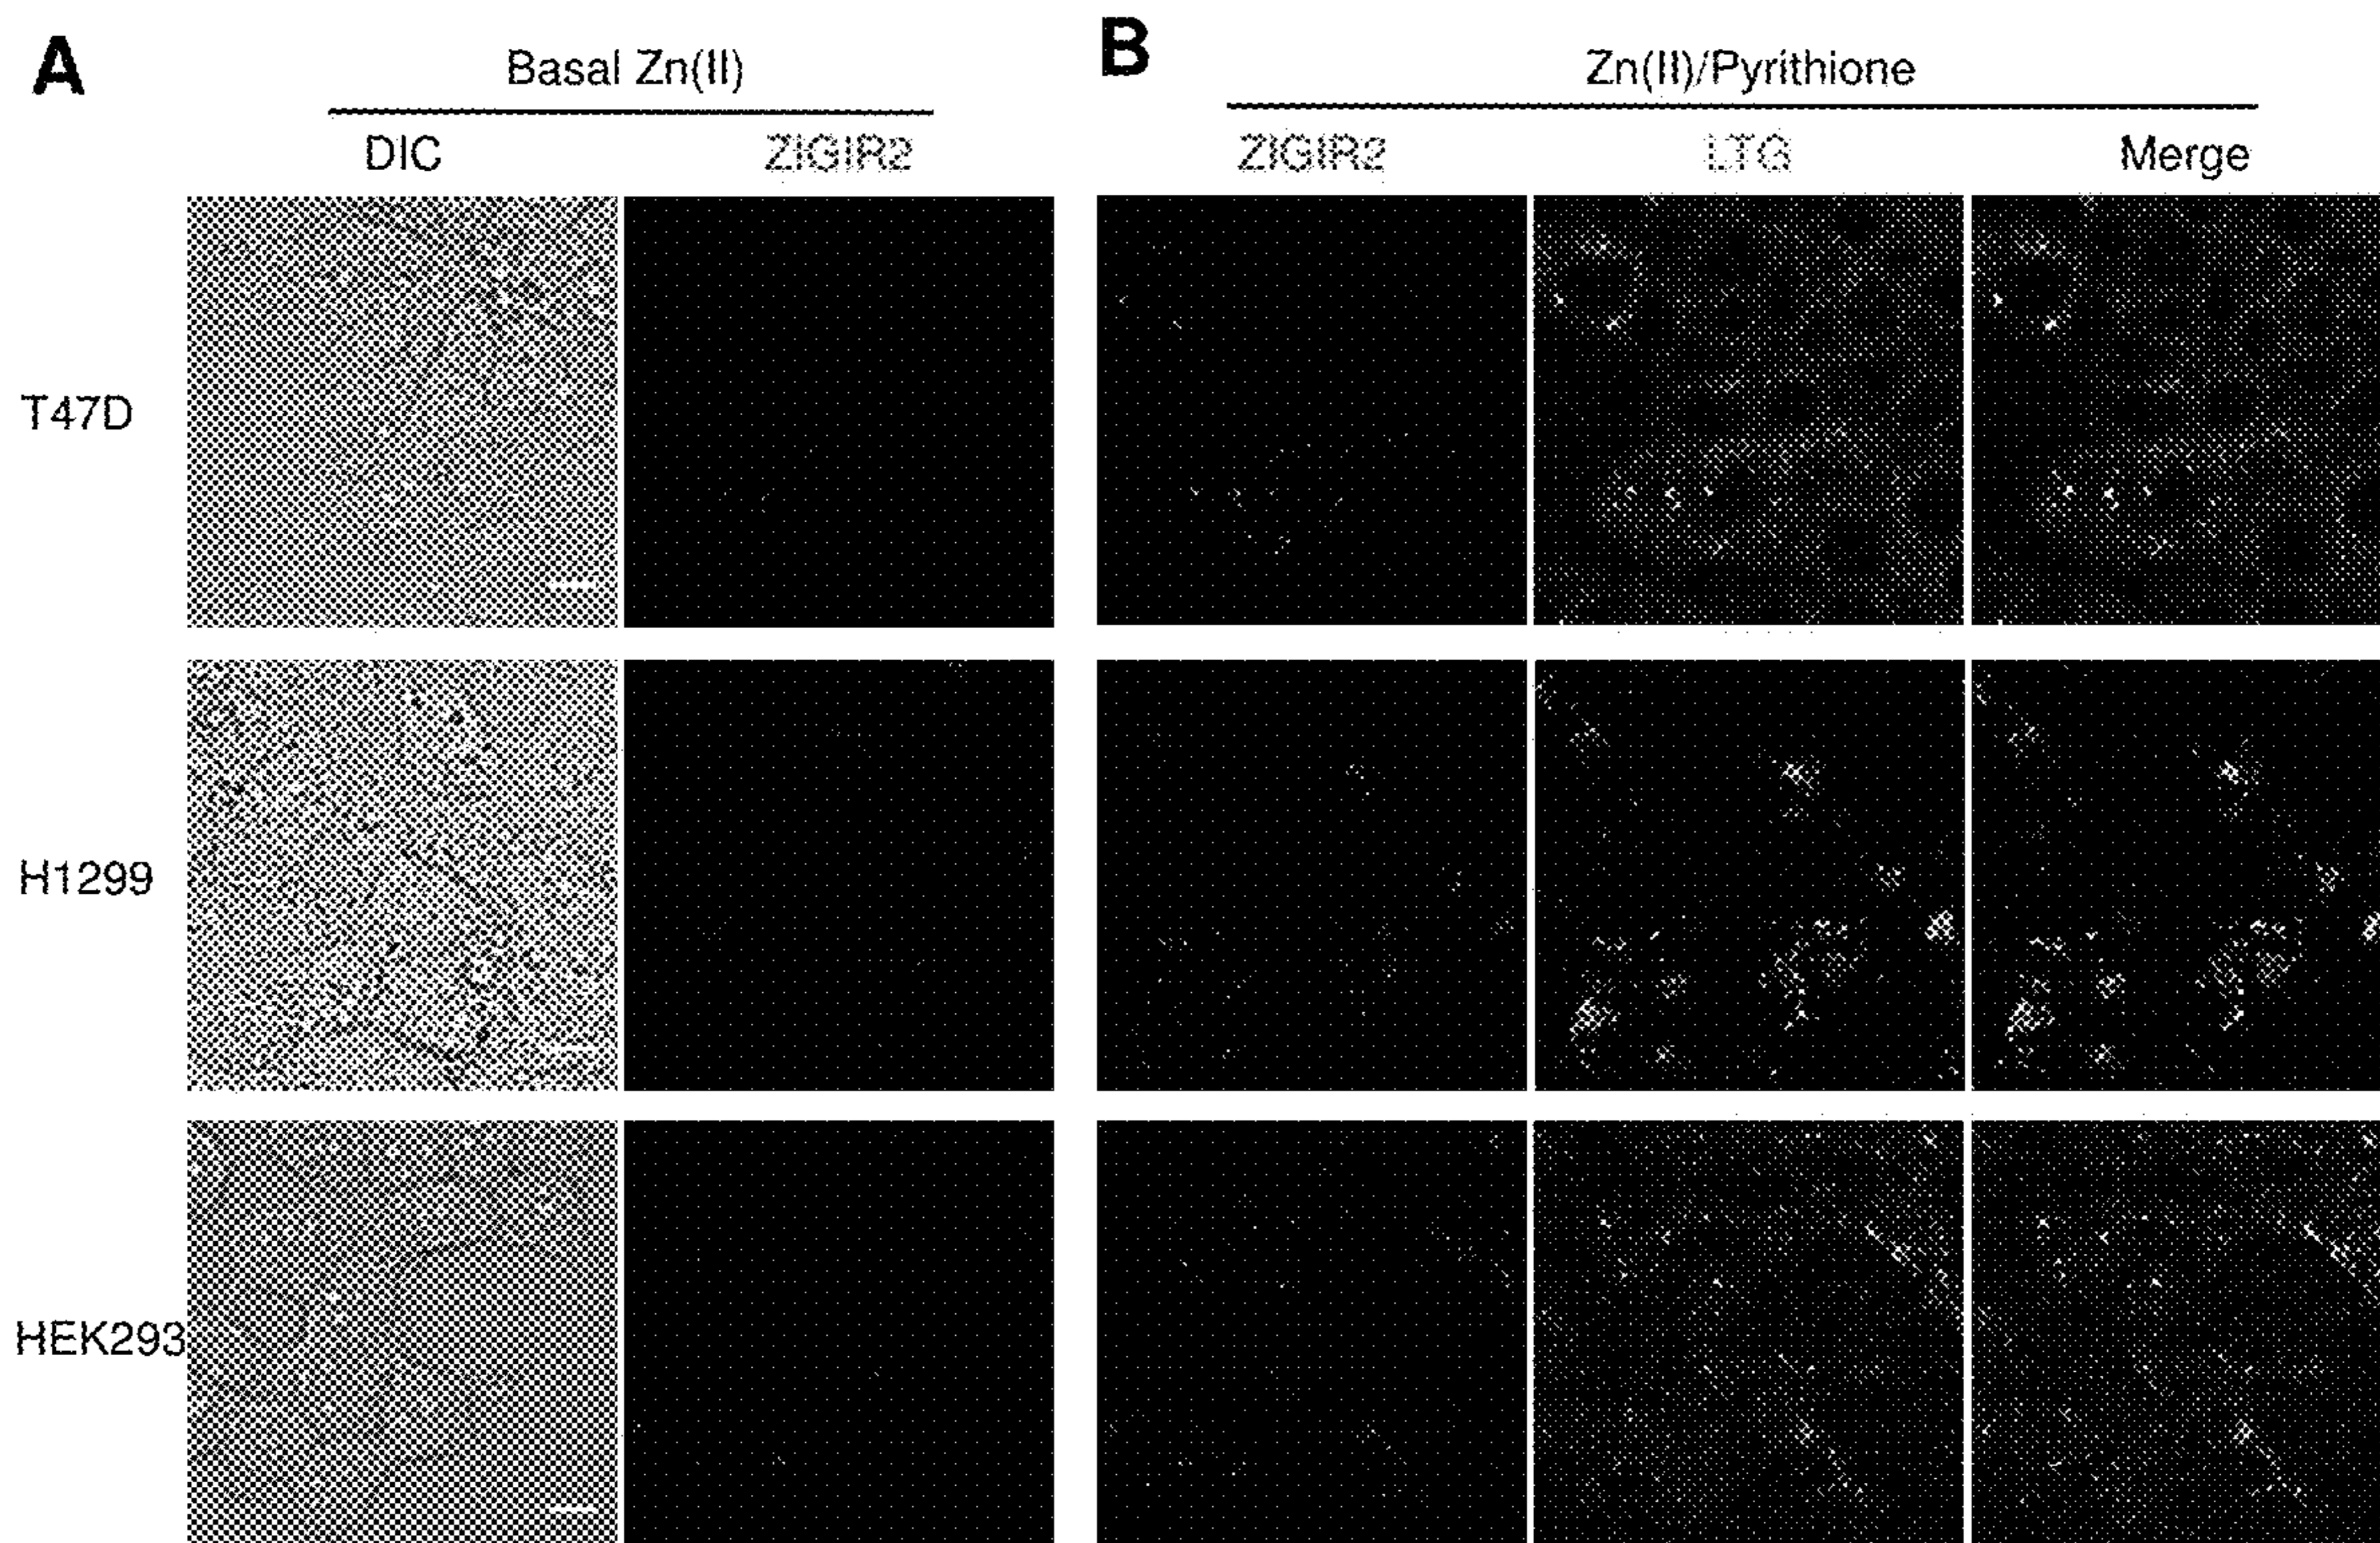 A
Basal Zn(II)
DIC ZIGIR2
B
Zn(II)/Pyrithione
ZIGIR2 LTG Merge
T47D
H1299
HEK293